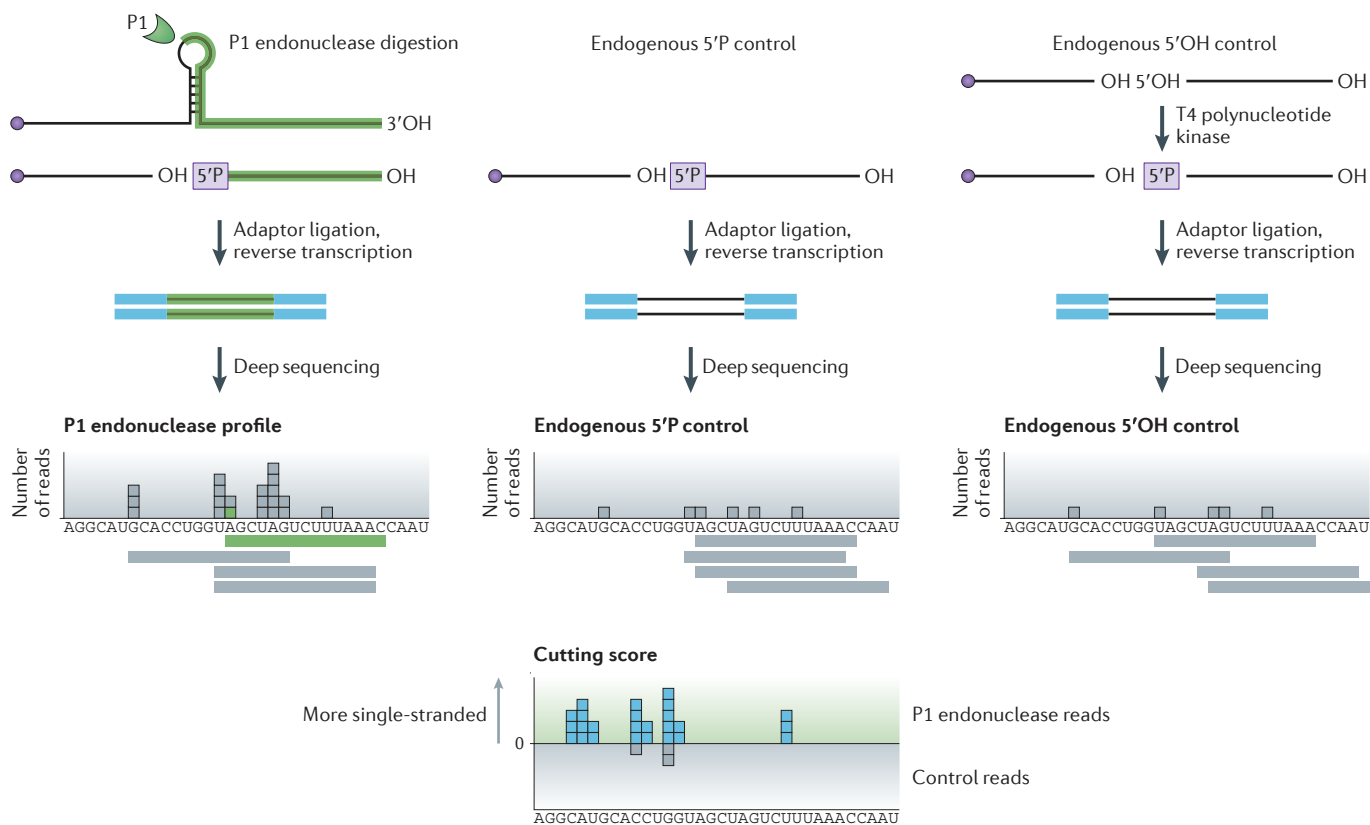 P1
P1 endonuclease digestion
3′OH
OH 5′P OH
Adaptor ligation,
reverse transcription
Deep sequencing
P1 endonuclease profile
Number
of reads
AGGCAUGCACCUGGUAGCUAGUCUUUAAACCAAU
Endogenous 5′P control
OH 5′P OH
Adaptor ligation,
reverse transcription
Deep sequencing
Endogenous 5′P control
Number
of reads
AGGCAUGCACCUGGUAGCUAGUCUUUAAACCAAU
Endogenous 5′OH control
OH 5′OH OH
T4 polynucleotide
kinase
OH 5′P OH
Adaptor ligation,
reverse transcription
Deep sequencing
Endogenous 5′OH control
Number
of reads
AGGCAUGCACCUGGUAGCUAGUCUUUAAACCAAU
Cutting score
More single-stranded
0
P1 endonuclease reads
Control reads
AGGCAUGCACCUGGUAGCUAGUCUUUAAACCAAU